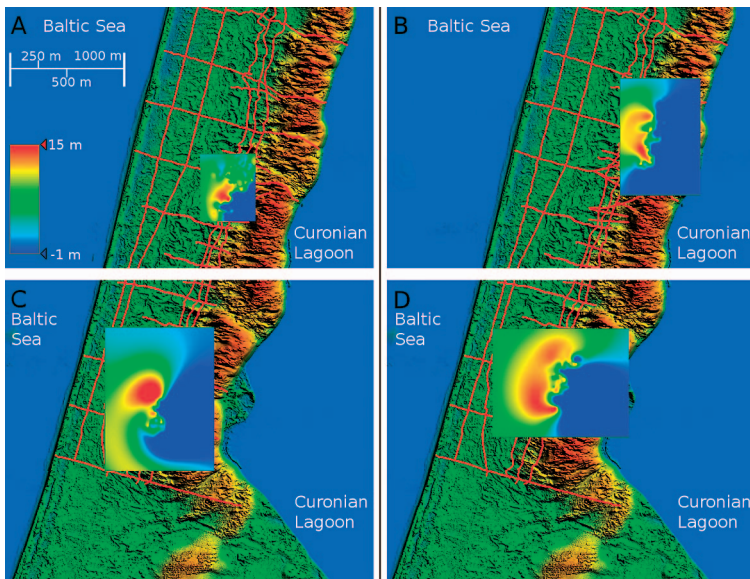 A
Baltic Sea
250 m 1000 m
500 m
15 m
-1 m
Curonian
Lagoon
B
Baltic Sea
Curonian
Lagoon
C
Baltic
Sea
Curonian
Lagoon
D
Baltic
Sea
Curonian
Lagoon